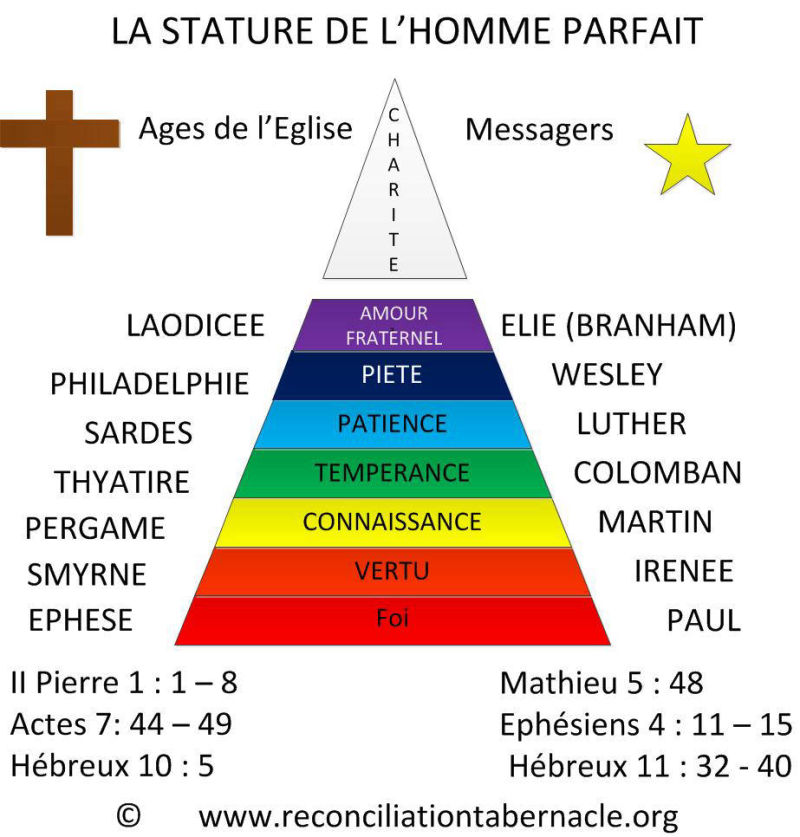 LA STATURE DE L'HOMME PARFAIT
Ages de l'Eglise
Messagers
CHARITE
LAODICEE
AMOUR
FRATERNEL
ELIE (BRANHAM)
PHILADELPHIE
PIETE
WESLEY
SARDES
PATIENCE
LUTHER
THYATIRE
TEMPERANCE
COLOMBAN
PERGAME
CONNAISSANCE
MARTIN
SMYRNE
VERTU
IRENEE
EPHESE
Foi
PAUL
II Pierre 1 : 1 – 8
Mathieu 5 : 48
Actes 7: 44 – 49
Ephésiens 4 : 11 – 15
Hébreux 10 : 5
Hébreux 11 : 32 - 40
© www.reconciliationtabernacle.org